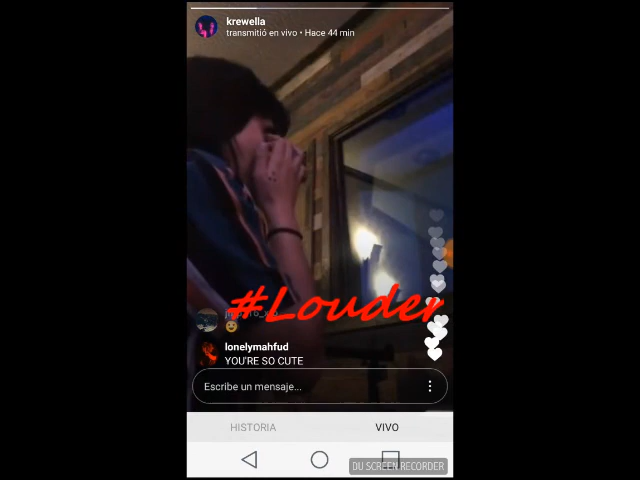 krewella
transmitió en vivo • Hace 44 min
#Louder
lonelymahfud
YOU'RE SO CUTE
Escribe un mensaje...
HISTORIA
VIVO
DU SCREEN RECORDER